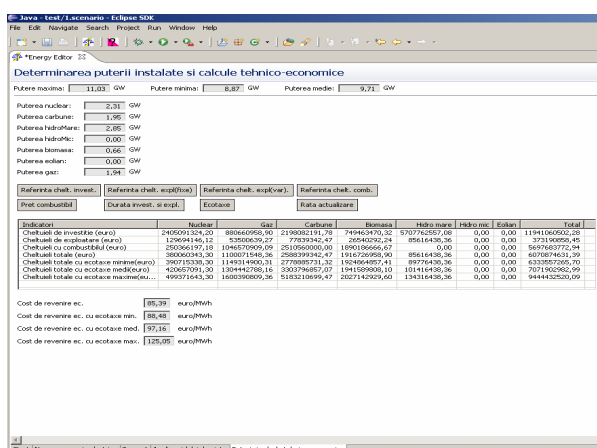 Java - test/1.scenario - Eclipse SDK
File Edit Navigate Search Project Run Window Help
*Energy Editor
Determinarea puterii instalate si calcule tehnico-economice
Putere maxima: 11,03 GW Putere minima: 8,87 GW Puterea medie: 9,71 GW
Puterea nuclear: 2,31 GW
Puterea carbune: 1,95 GW
Puterea hidroMare: 2,85 GW
Puterea hidroMic: 0,00 GW
Puterea biomasa: 0,66 GW
Puterea eolian: 0,00 GW
Puterea gaz: 1,94 GW
Referinta chelt. invest. Referinta chelt. expl(fixe) Referinta chelt. expl(var). Referinta chelt. comb.
Pret combustibil Durata invest. si expl. Ecotaxe Rata actualizare
Indicatori Nuclear Gaz Carbune Biomasa Hidro mare Hidro mic Eolian Total
Cheltuieli de investitie (euro) 2405091324,20 880660958,90 2198082191,78 749463470,32 5707762557,08 0,00 0,00 11941060502,28
Cheltuieli de exploatare (euro) 129694146,12 53500639,27 77839342,47 26540292,24 85616438,36 0,00 0,00 373190858,45
Cheltuieli cu combustibilul (euro) 250366197,18 1046570909,09 2510560000,00 1890186666,67 0,00 0,00 0,00 5697683772,94
Cheltuieli totale (euro) 380060343,30 1100071548,36 2588399342,47 1916726958,90 85616438,36 0,00 0,00 6070874631,39
Cheltuieli totale cu ecotaxe minime(euro) 390715338,30 1149314900,31 2778885731,32 1924864857,41 89776438,36 0,00 0,00 6333557265,70
Cheltuieli totale cu ecotaxe medii(euro) 420657091,30 1304442788,16 3303796857,07 1941589808,10 101416438,36 0,00 0,00 7071902982,99
Cheltuieli totale cu ecotaxe maxime(eu... 499371643,30 1600390809,36 5183210699,47 2027142929,60 134316438,36 0,00 0,00 9444432520,09
Cost de revenire ec. 85,39 euro/MWh
Cost de revenire ec. cu ecotaxe min. 88,48 euro/MWh
Cost de revenire ec. cu ecotaxe med. 97,16 euro/MWh
Cost de revenire ec. cu ecotaxe max. 125,05 euro/MWh